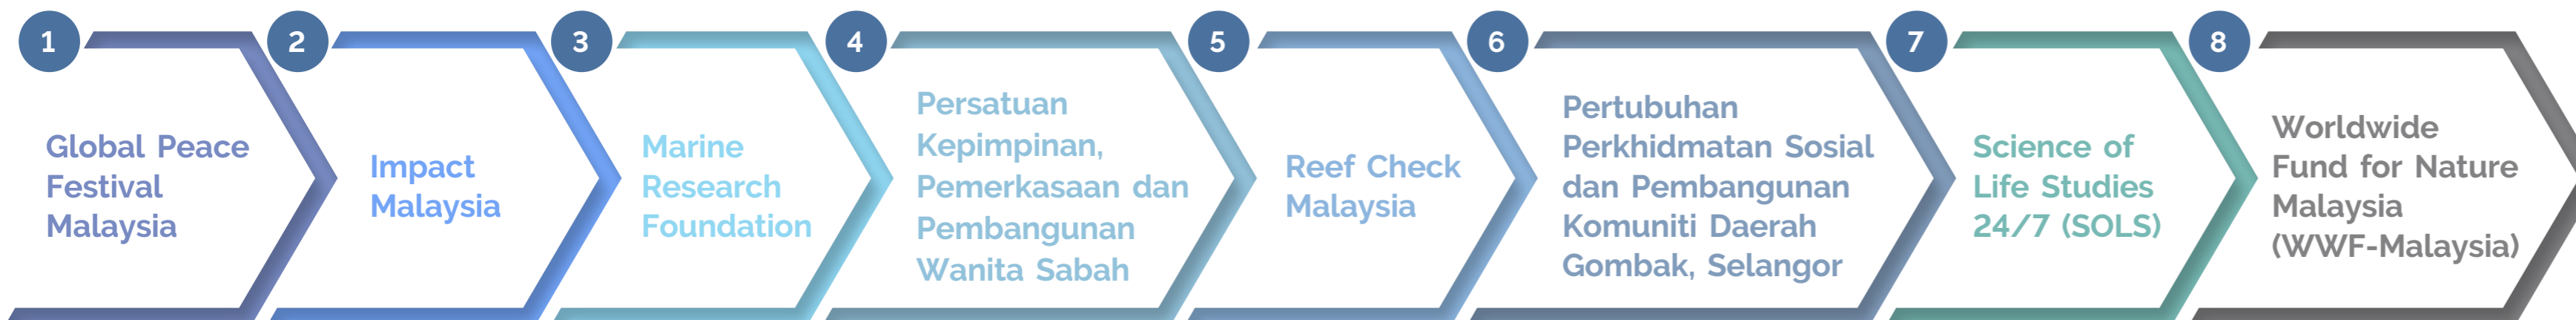 1
Global Peace
Festival
Malaysia
2
Impact
Malaysia
3
Marine
Research
Foundation
4
Persatuan
Kepimpinan,
Pemerkasaan dan
Pembangunan
Wanita Sabah
5
Reef Check
Malaysia
6
Pertubuhan
Perkhidmatan Sosial
dan Pembangunan
Komuniti Daerah
Gombak, Selangor
7
Science of
Life Studies
24/7 (SOLS)
8
Worldwide
Fund for Nature
Malaysia
(WWF-Malaysia)